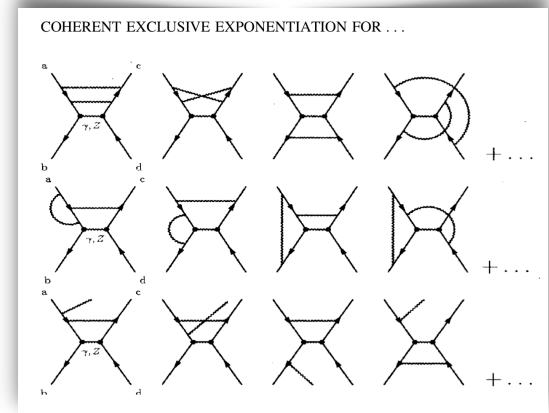 COHERENT EXCLUSIVE EXPONENTIATION FOR . . .
a c
γ, Z
b d
+ . . .
a c
γ, Z
b d
+ . . .
a c
γ, Z
b d
+ . . .